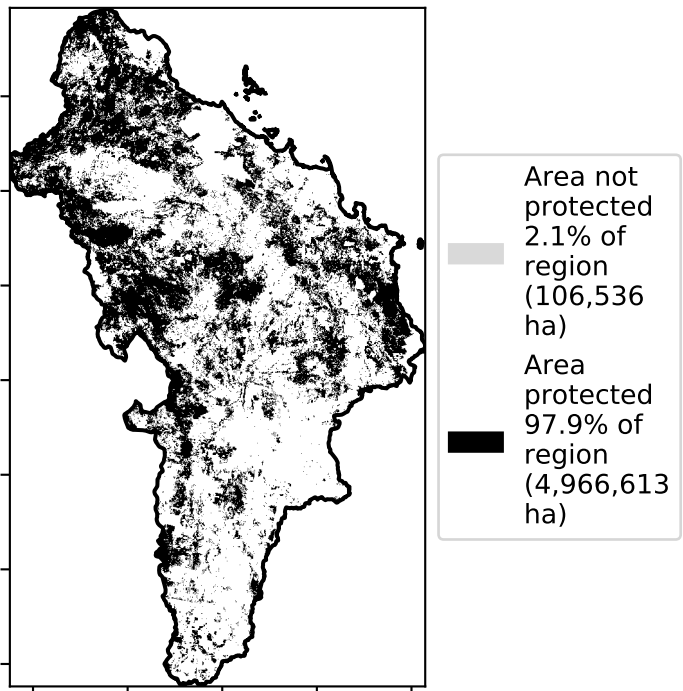 Area not
protected
2.1% of
region
(106,536
ha)
Area
protected
97.9% of
region
(4,966,613
ha)